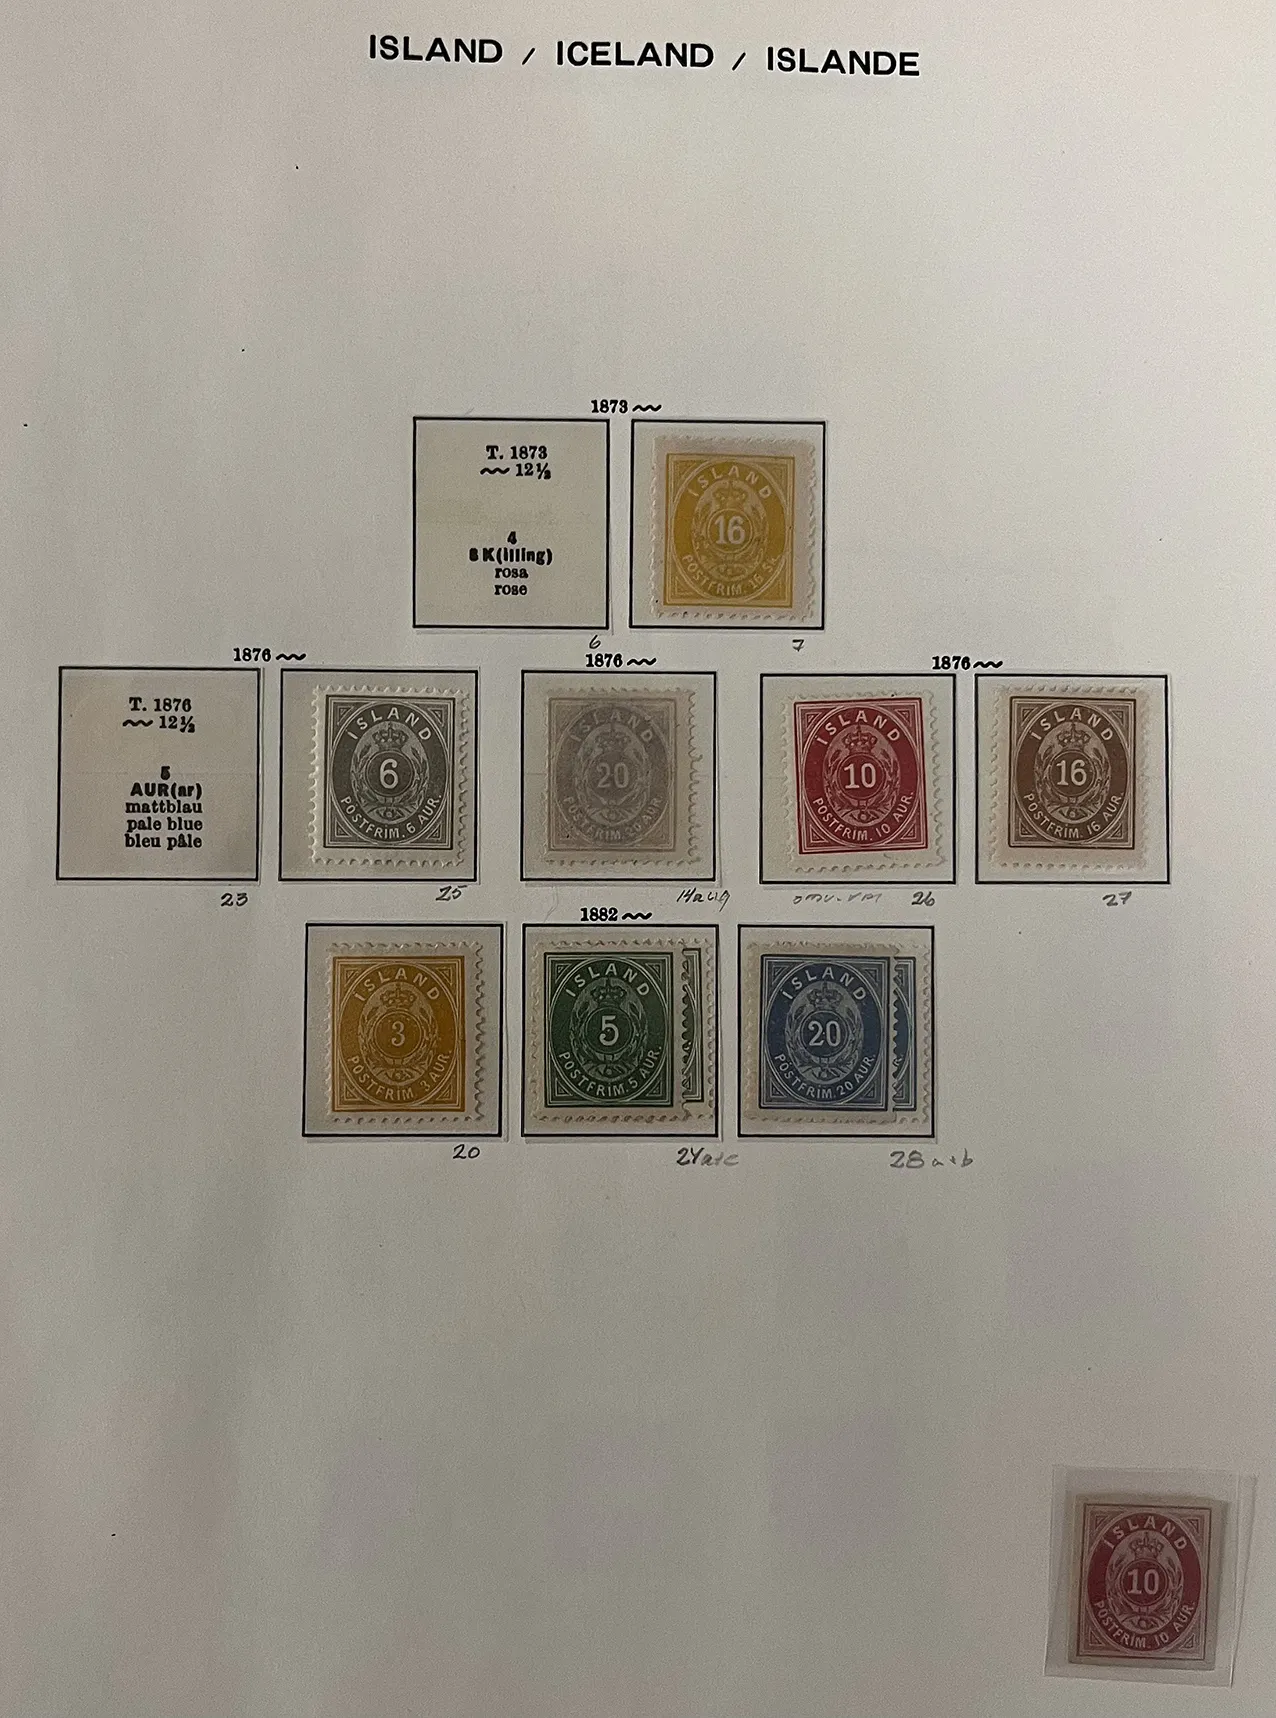 ISLAND / ICELAND / ISLANDE
1873
T. 1873
12½
4
8 K(illing)
rosa
rose
ISLAND
16
POSTFRIM. 16 SK.
6
7
1876
1876
1876
T. 1876
12½
5
AUR(ar)
mattblau
pale blue
bleu pâle
ISLAND
6
POSTFRIM. 6 AUR.
ISLAND
20
POSTFRIM. 20 AUR.
ISLAND
10
POSTFRIM. 10 AUR.
ISLAND
16
POSTFRIM. 16 AUR.
23
25
26
27
1882
ISLAND
3
POSTFRIM. 3 AUR.
ISLAND
5
POSTFRIM. 5 AUR.
ISLAND
20
POSTFRIM. 20 AUR.
20
24a+c
28a+b
ISLAND
10
POSTFRIM. 10 AUR.